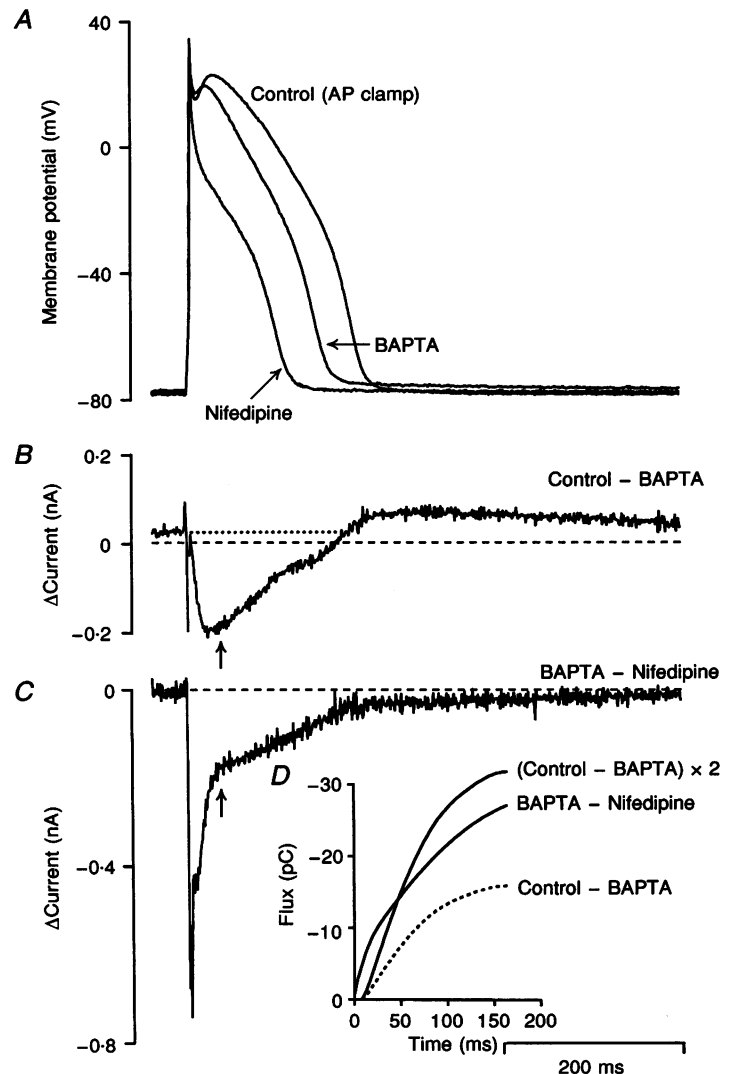 A
40
0
−40
−80
Membrane potential (mV)
Control (AP clamp)
BAPTA
Nifedipine
B
0·2
0
−0·2
ΔCurrent (nA)
Control − BAPTA
C
0
−0·4
−0·8
ΔCurrent (nA)
BAPTA − Nifedipine
D
−30
−20
−10
0
Flux (pC)
(Control − BAPTA) × 2
BAPTA − Nifedipine
Control − BAPTA
0 50 100 150 200
Time (ms)
200 ms